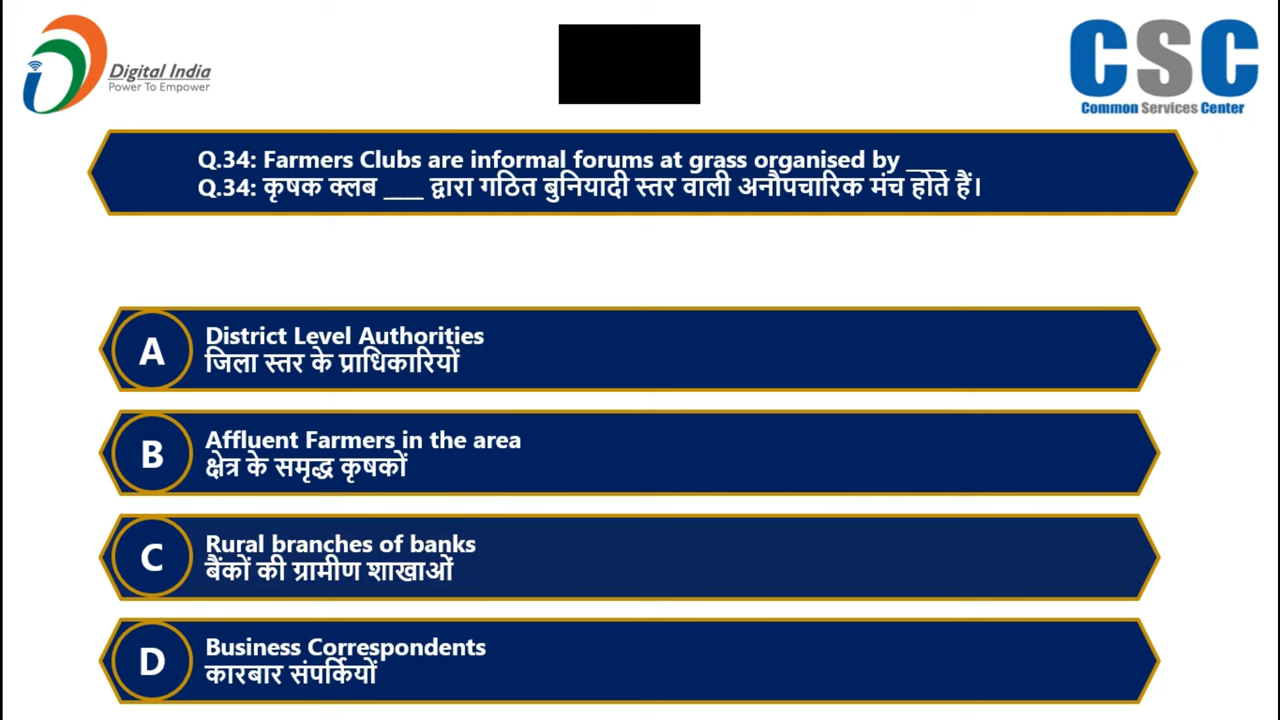 Digital India
Power To Empower
CSC
Common Services Center
Q.34: Farmers Clubs are informal forums at grass organised by ____
Q.34: कृषक क्लब ____ द्वारा गठित बुनियादी स्तर वाली अनौपचारिक मंच होते हैं।
A
District Level Authorities
जिला स्तर के प्राधिकारियों
B
Affluent Farmers in the area
क्षेत्र के समृद्ध कृषकों
C
Rural branches of banks
बैंकों की ग्रामीण शाखाओं
D
Business Correspondents
कारबार संपर्कियों